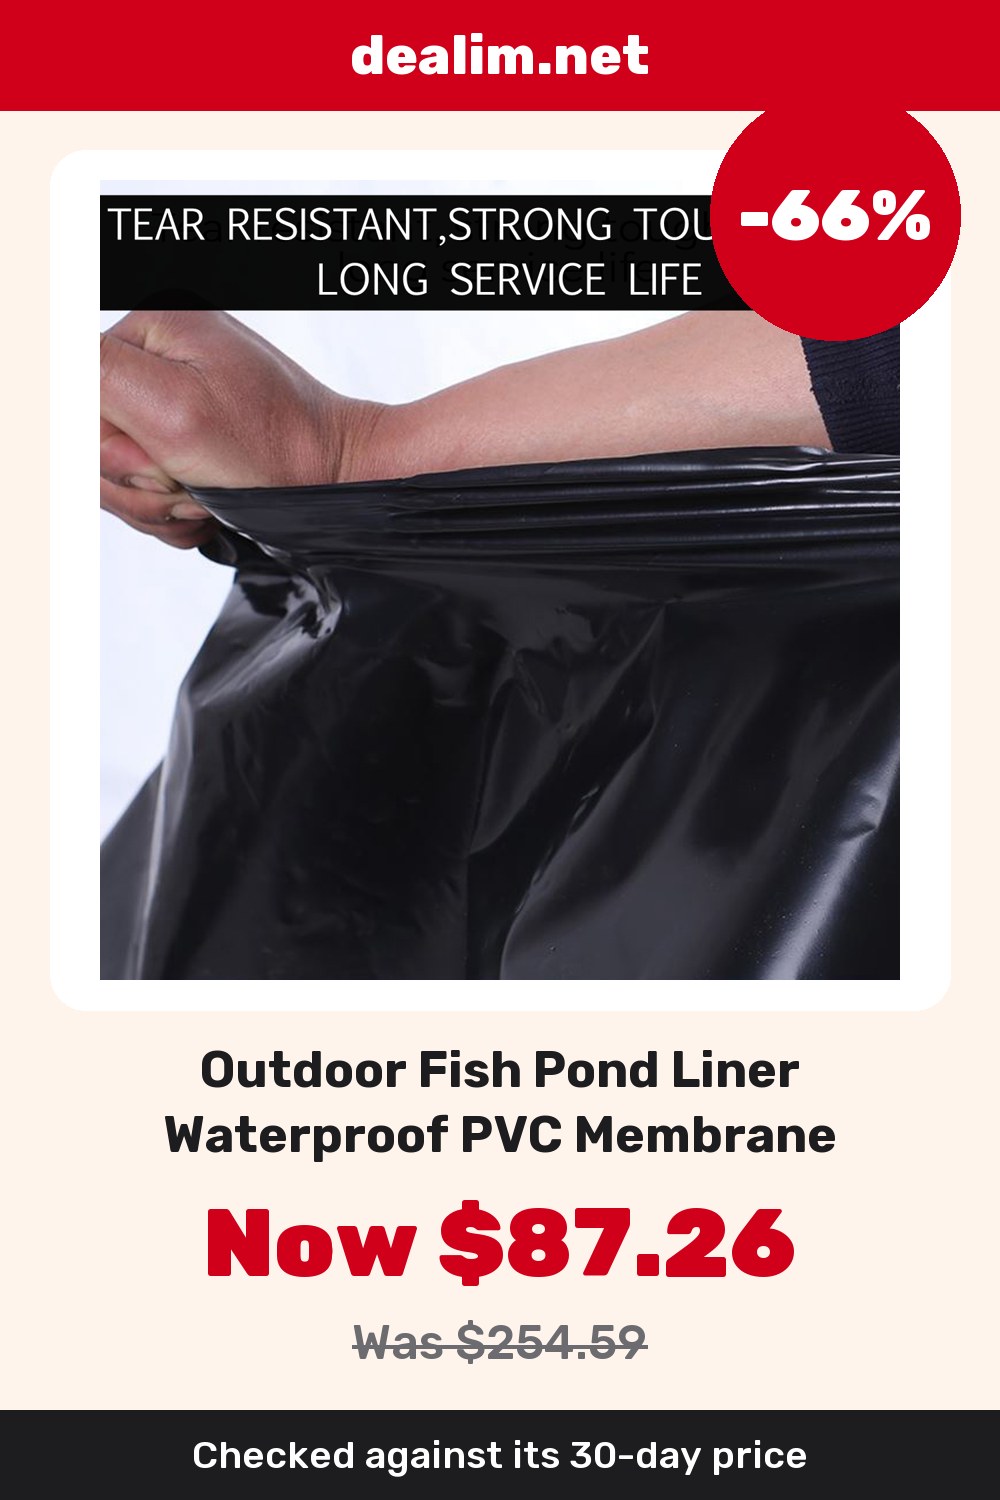 dealim.net
-66%
TEAR RESISTANT,STRONG
LONG SERVICE LIFE
Outdoor Fish Pond Liner
Waterproof PVC Membrane
Now $87.26
Was $254.59
Checked against its 30-day price